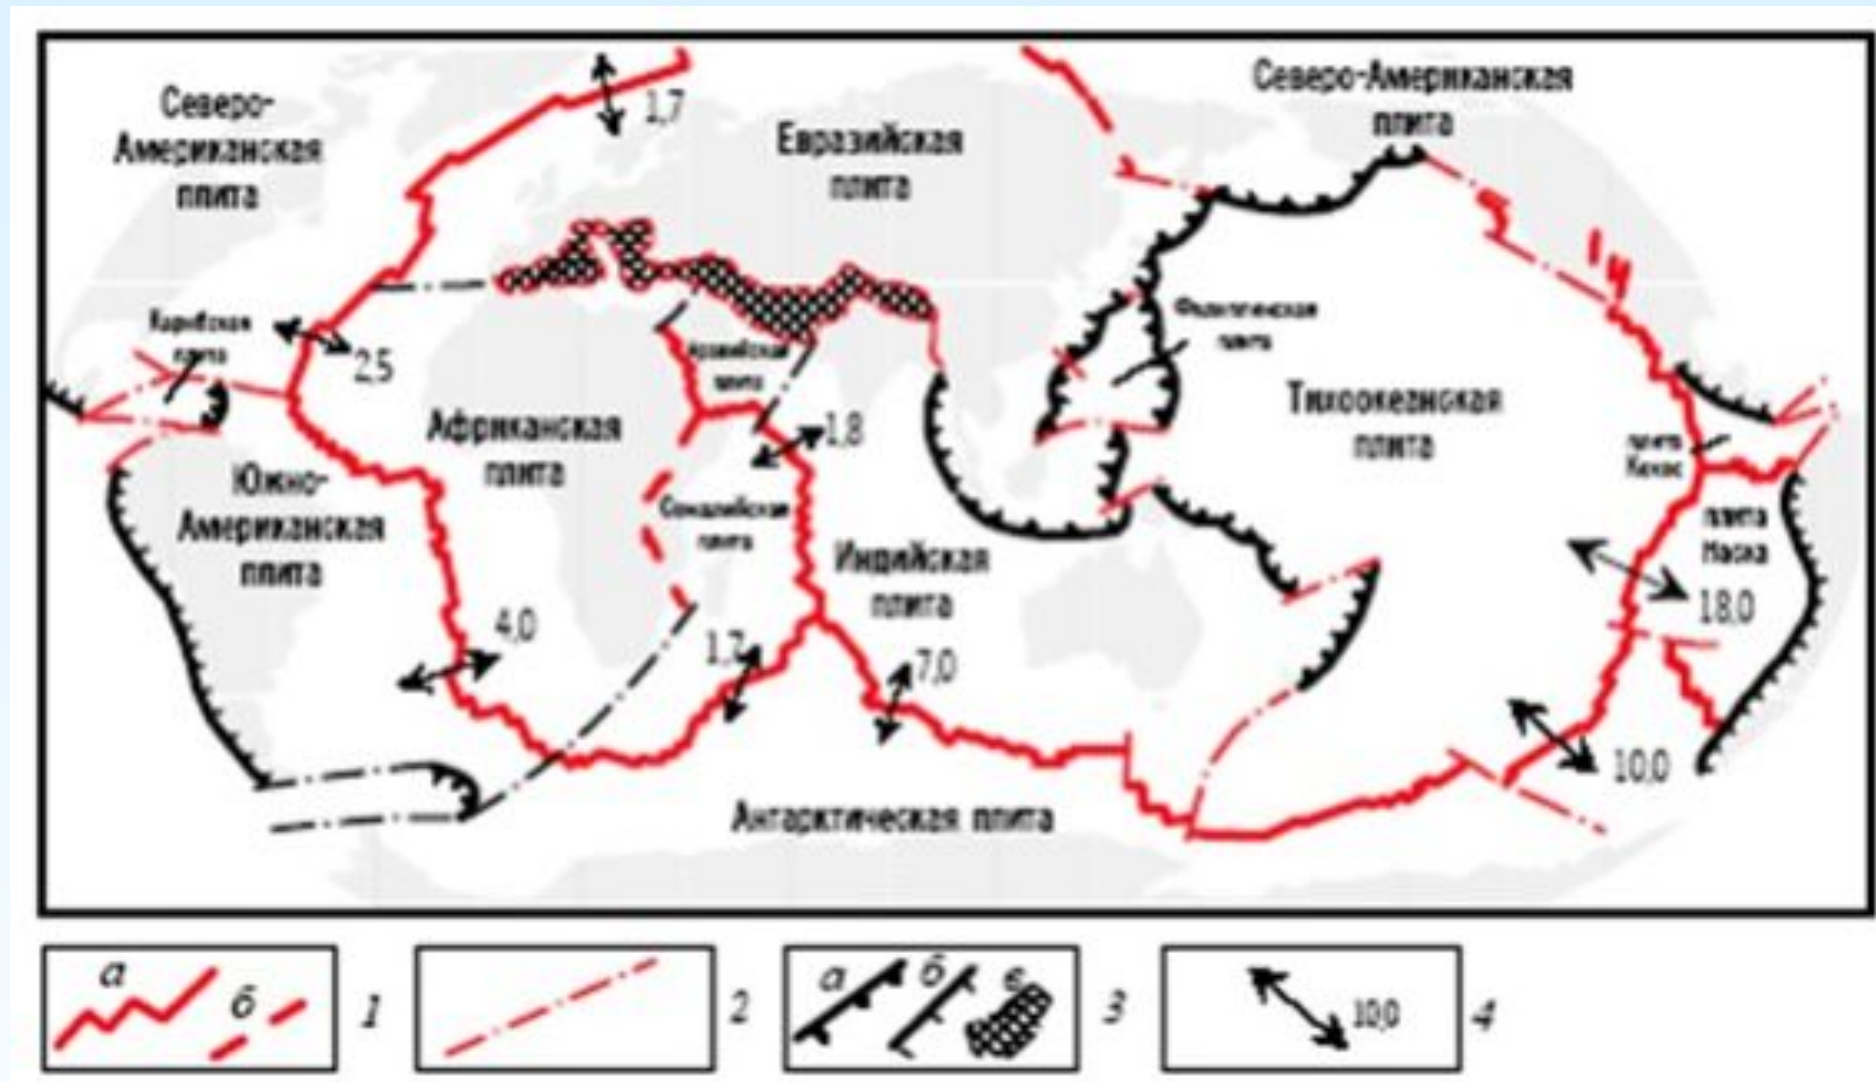 Северо-
Американская
плита
1,7
Евразийская
плита
Северо-Американская
плита
Карибская
плита
2,5
Африканская
плита
Аравийская
плита
1,8
Филиппинская
плита
Тихоокеанская
плита
плита
Кокос
Южно-
Американская
плита
Сомалийская
плита
Индийская
плита
плита
Наска
18,0
4,0
1,7
7,0
10,0
Антарктическая плита
а
б
1
2
а
б
в
3
10,0
4